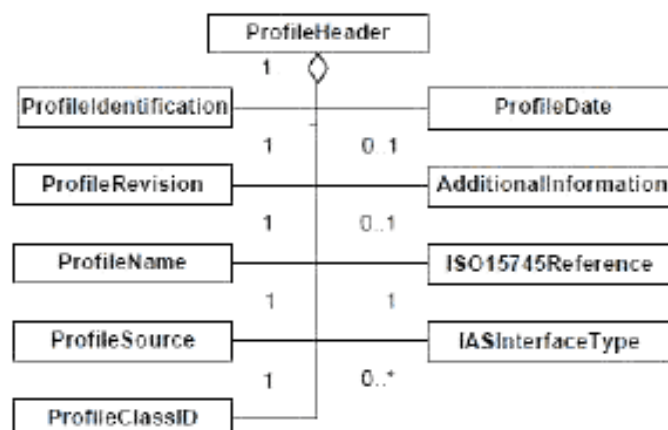 ProfileHeader
1
ProfileIdentification
ProfileDate
1
0..1
ProfileRevision
AdditionalInformation
1
0..1
ProfileName
ISO15745Reference
1
1
ProfileSource
IASInterfaceType
1
0..*
ProfileClassID